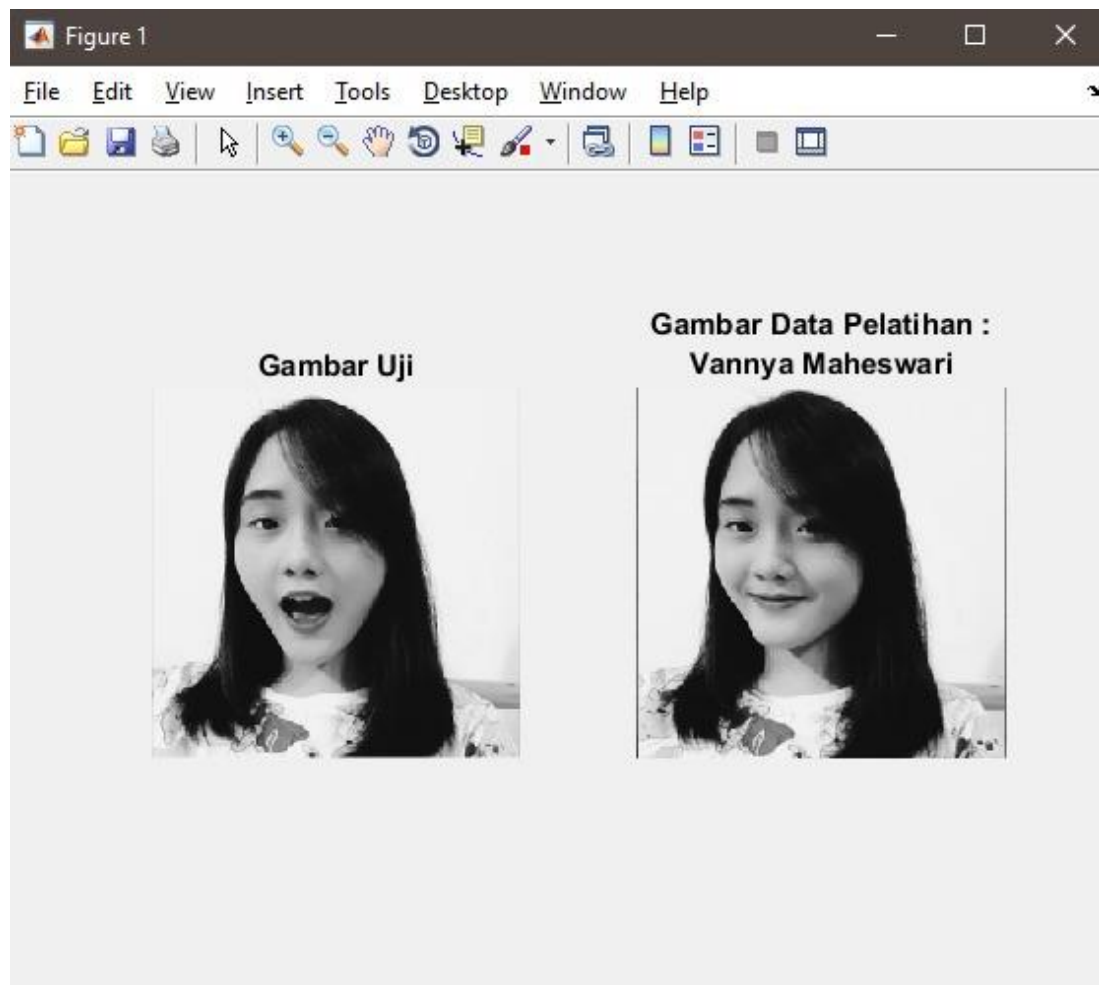 Figure 1
File Edit View Insert Tools Desktop Window Help
Gambar Uji
Gambar Data Pelatihan :
Vannya Maheswari